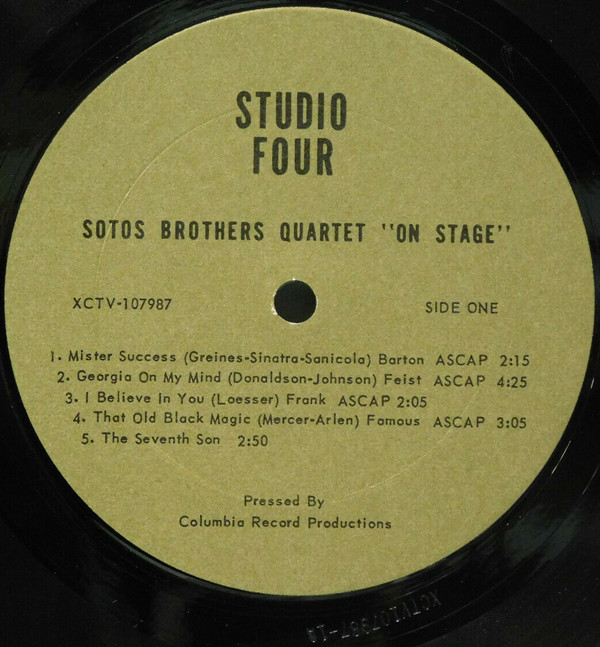 STUDIO
FOUR
SOTOS BROTHERS QUARTET "ON STAGE"
XCTV-107987 SIDE ONE
1. Mister Success (Greines-Sinatra-Sanicola) Barton ASCAP 2:15
2. Georgia On My Mind (Donaldson-Johnson) Feist ASCAP 4:25
3. I Believe In You (Loesser) Frank ASCAP 2:05
4. That Old Black Magic (Mercer-Arlen) Famous ASCAP 3:05
5. The Seventh Son 2:50
Pressed By
Columbia Record Productions